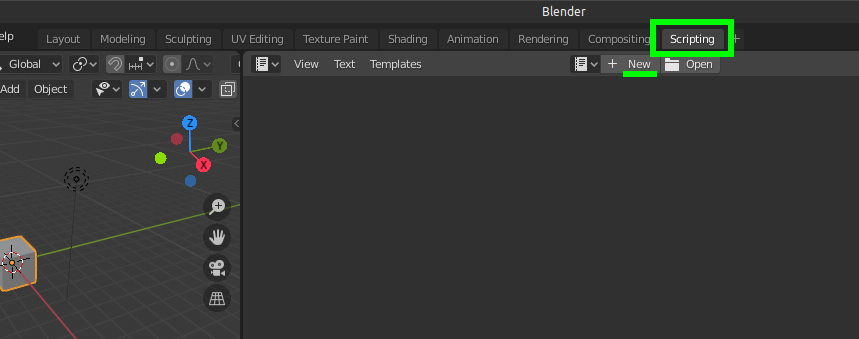 Blender
elp Layout Modeling Sculpting UV Editing Texture Paint Shading Animation Rendering Compositing Scripting +
Global View Text Templates + New Open
Add Object
Z
Y
X